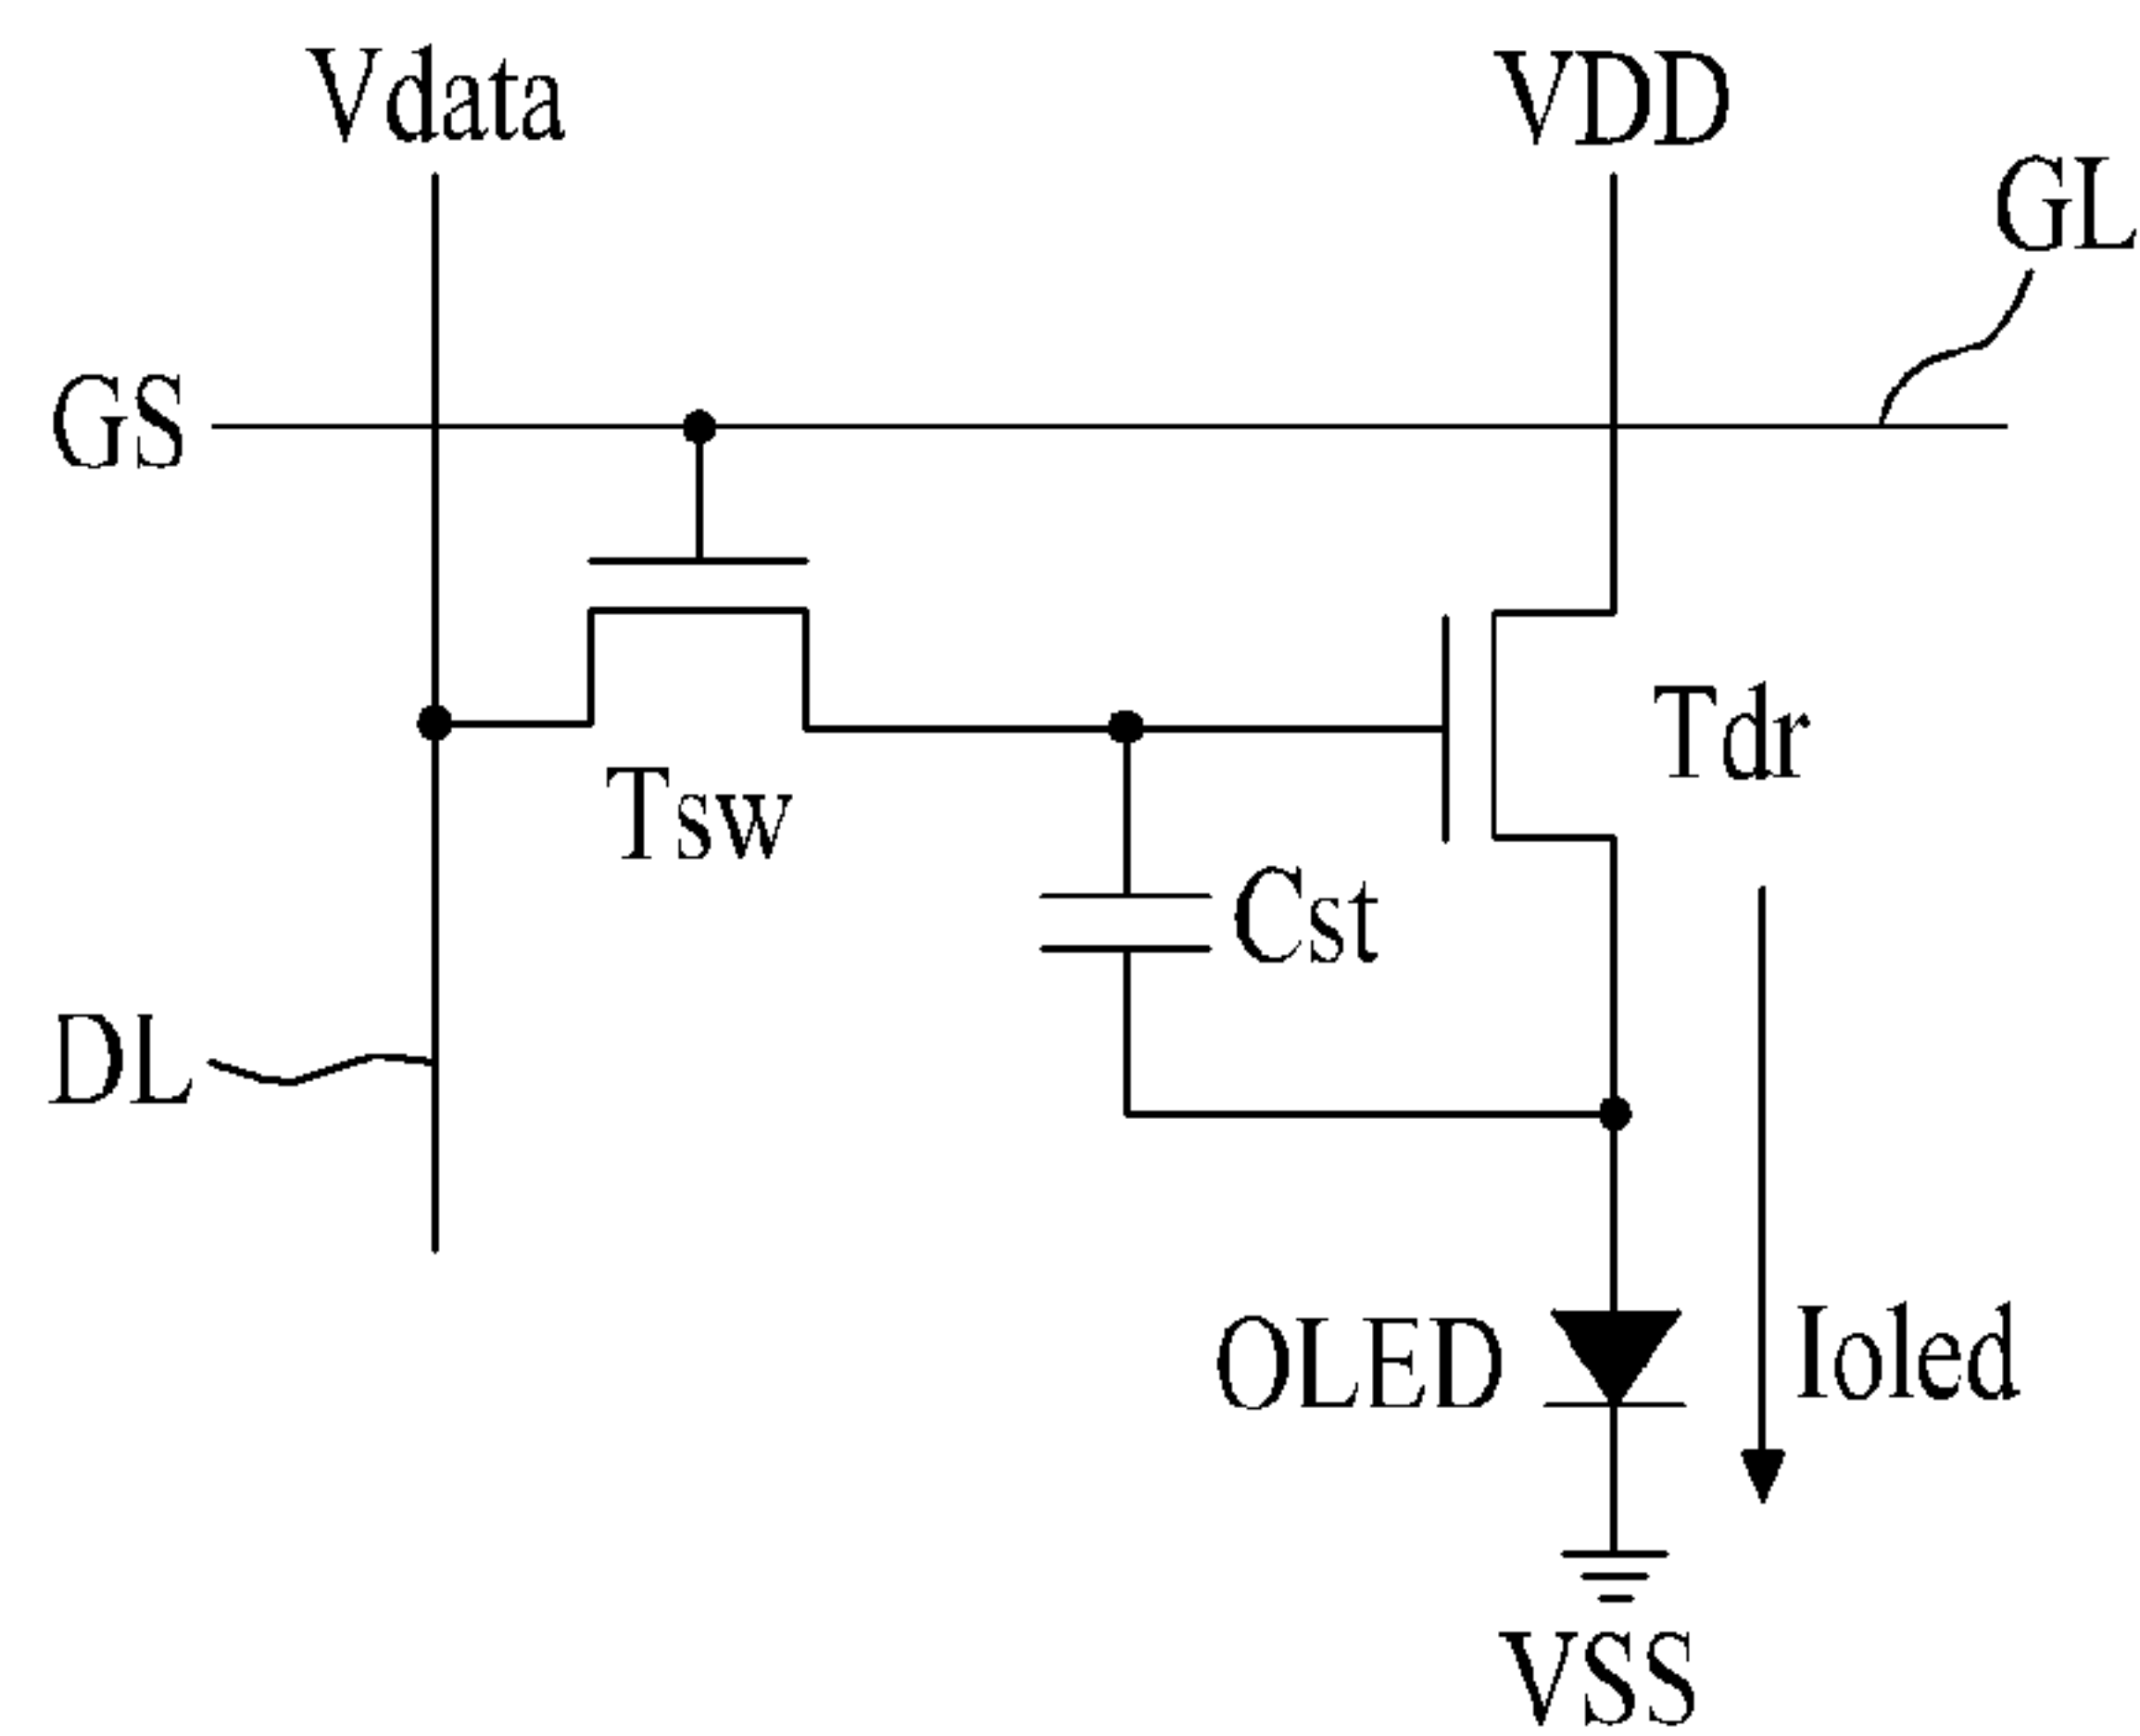 Vdata
VDD
GL
GS
Tdr
Tsw
Cst
DL
OLED
Ioled
VSS